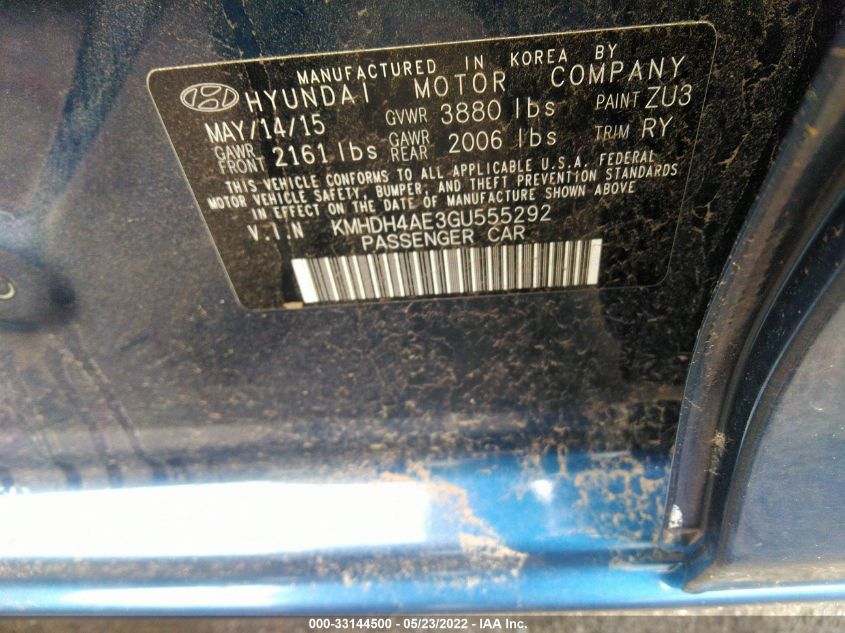 MANUFACTURED IN KOREA BY
HYUNDAI MOTOR COMPANY
MAY/14/15 GVWR 3880 lbs PAINT ZU3
GAWR FRONT 2161 lbs GAWR REAR 2006 lbs TRIM RY
THIS VEHICLE CONFORMS TO ALL APPLICABLE U.S.A. FEDERAL
MOTOR VEHICLE SAFETY, BUMPER, AND THEFT PREVENTION STANDARDS
IN EFFECT ON THE DATE OF MANUFACTURE SHOWN ABOVE
V.I.N KMHDH4AE3GU555292
PASSENGER CAR
000-33144500 - 05/23/2022 - IAA Inc.